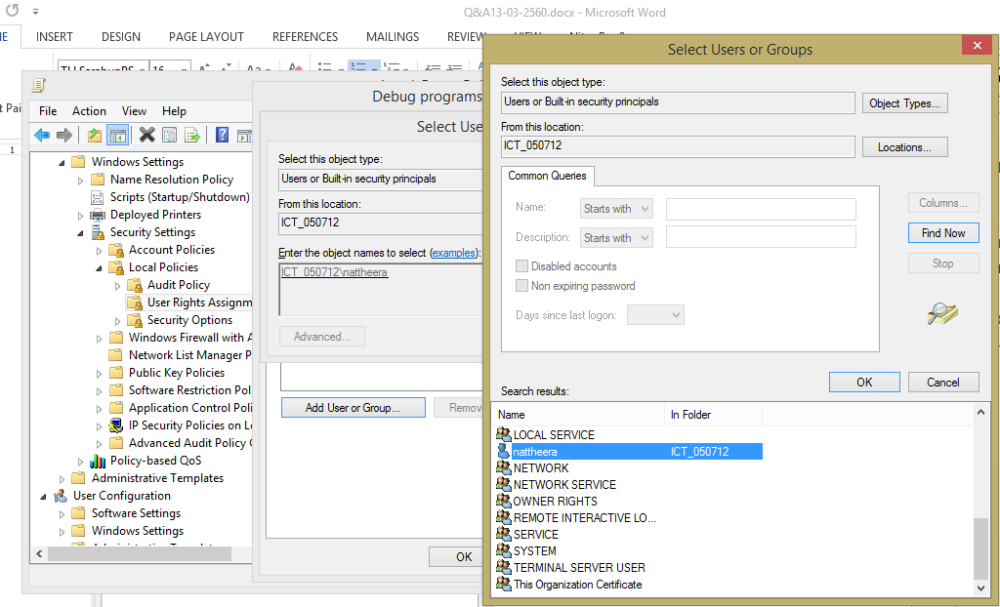 Q&A13-03-2560.docx - Microsoft Word
INSERT DESIGN PAGE LAYOUT REFERENCES MAILINGS REVIEW
16
1
File Action View Help
Windows Settings
Name Resolution Policy
Scripts (Startup/Shutdown)
Deployed Printers
Security Settings
Account Policies
Local Policies
Audit Policy
User Rights Assignm
Security Options
Windows Firewall with A
Network List Manager P
Public Key Policies
Software Restriction Pol
Application Control Poli
IP Security Policies on Lo
Advanced Audit Policy C
Policy-based QoS
Administrative Templates
User Configuration
Software Settings
Windows Settings
Debug programs
Select Use
Select this object type:
Users or Built-in security principals
From this location:
ICT_050712
Enter the object names to select (examples):
ICT_050712\nattheera
Advanced...
Add User or Group...
Remov
OK
Select Users or Groups
Select this object type:
Users or Built-in security principals
Object Types...
From this location:
ICT_050712
Locations...
Common Queries
Name: Starts with
Description: Starts with
Disabled accounts
Non expiring password
Days since last logon:
Columns...
Find Now
Stop
OK
Cancel
Search results:
Name In Folder
LOCAL SERVICE
nattheera ICT_050712
NETWORK
NETWORK SERVICE
OWNER RIGHTS
REMOTE INTERACTIVE LO...
SERVICE
SYSTEM
TERMINAL SERVER USER
This Organization Certificate